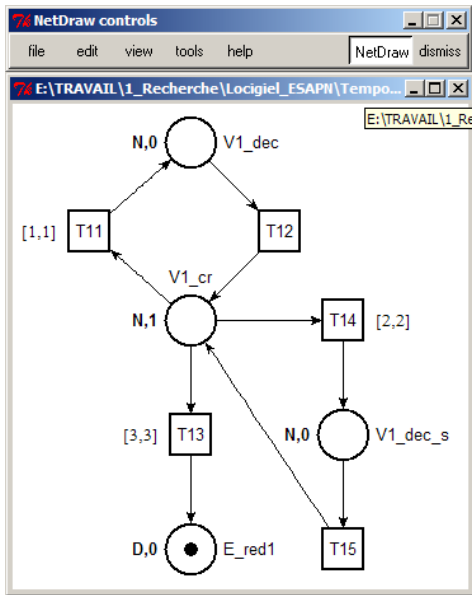 NetDraw controls
file edit view tools help NetDraw dismiss
E:\TRAVAIL\1_Recherche\Locigiel_ESAPN\Tempo...
E:\TRAVAIL\1_Re
N,0 V1_dec
[1,1] T11 T12
V1_cr
N,1 T14 [2,2]
[3,3] T13 N,0 V1_dec_s
D,0 E_red1 T15